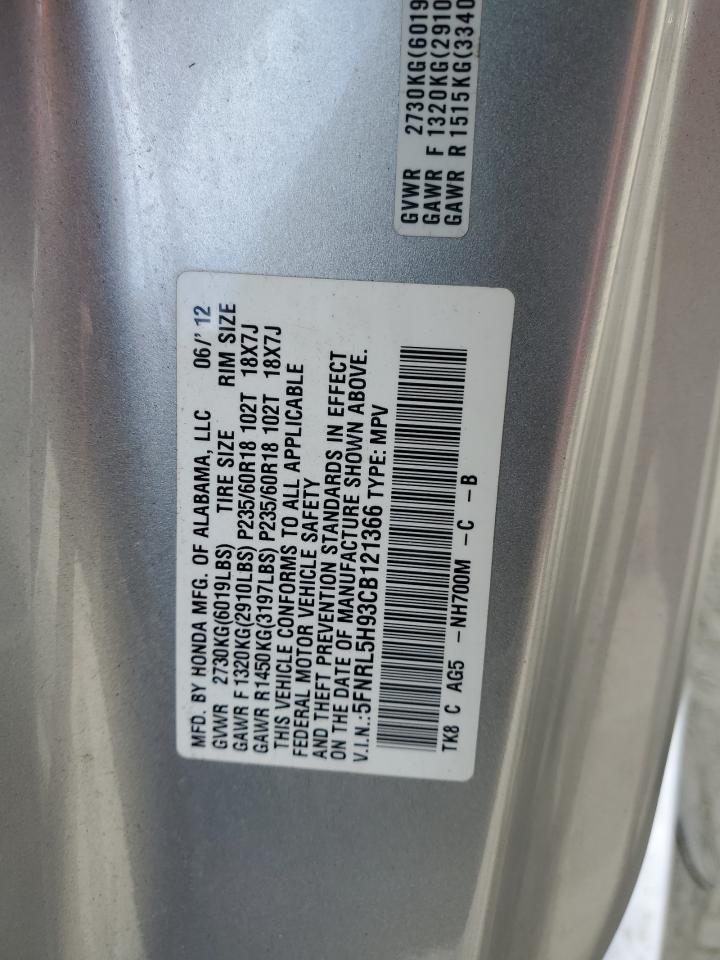 MFD. BY HONDA MFG. OF ALABAMA, LLC 06/'12
GVWR 2730KG(6019LBS) TIRE SIZE RIM SIZE
GAWR F1320KG(2910LBS) P235/60R18 102T 18X7J
GAWR R1450KG(3197LBS) P235/60R18 102T 18X7J
THIS VEHICLE CONFORMS TO ALL APPLICABLE
FEDERAL MOTOR VEHICLE SAFETY
AND THEFT PREVENTION STANDARDS IN EFFECT
ON THE DATE OF MANUFACTURE SHOWN ABOVE.
V.I.N.:5FNRL5H93CB121366 TYPE: MPV
TK8 C AG5 -NH700M -C -B
GVWR 2730KG(6019
GAWR F 1320KG(2910
GAWR R 1515KG(3340